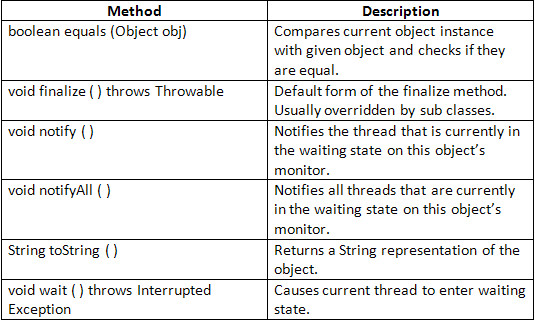 Method Description
boolean equals (Object obj) Compares current object instance
with given object and checks if they
are equal.
void finalize ( ) throws Throwable Default form of the finalize method.
Usually overridden by sub classes.
void notify ( ) Notifies the thread that is currently in
the waiting state on this object’s
monitor.
void notifyAll ( ) Notifies all threads that are currently
in the waiting state on this object’s
monitor.
String toString ( ) Returns a String representation of the
object.
void wait ( ) throws Interrupted Causes current thread to enter waiting
Exception state.